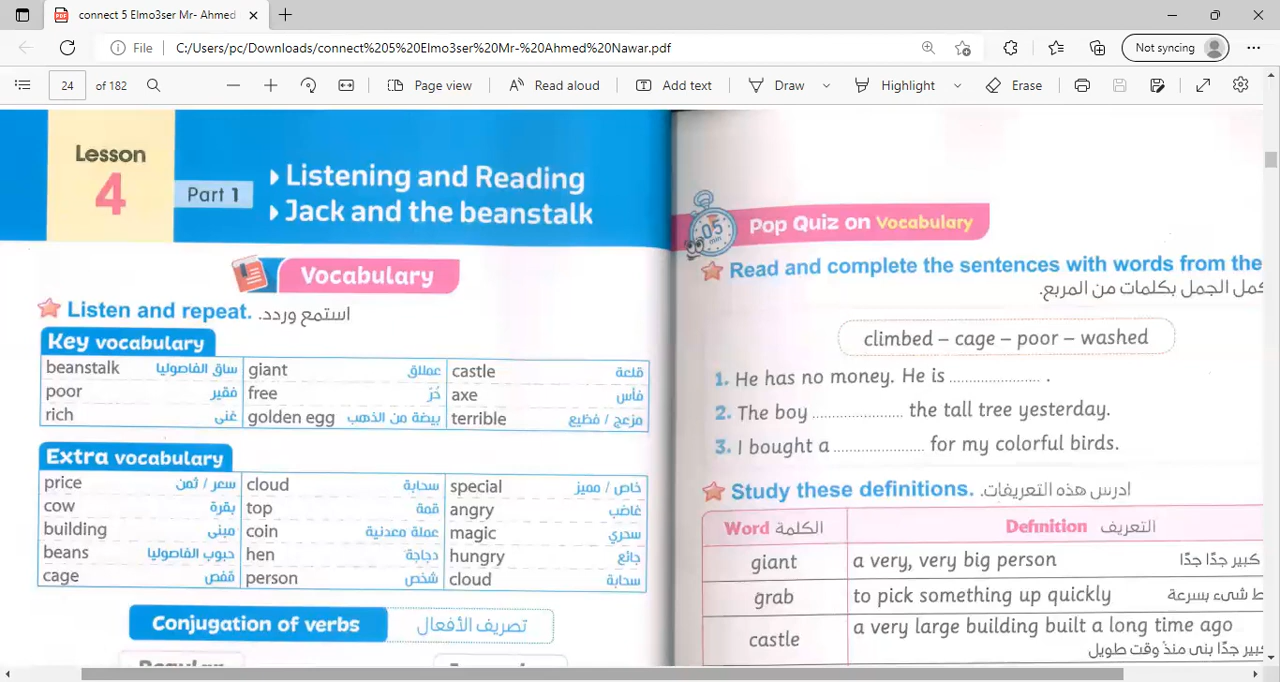 connect 5 Elmo3ser Mr- Ahmed
File
C:/Users/pc/Downloads/connect%205%20Elmo3ser%20Mr-%20Ahmed%20Nawar.pdf
Not syncing
24 of 182
Page view
Read aloud
Add text
Draw
Highlight
Erase
Lesson
4
Part 1
Listening and Reading
Jack and the beanstalk
Vocabulary
Listen and repeat. استمع وردد.
Key vocabulary
beanstalk ساق الفاصوليا giant عملاق castle قلعة
poor فقير free حُرّ axe فأس
rich غنى golden egg بيضة من الذهب terrible مزعج / فظيع
Extra vocabulary
price سعر / ثمن cloud سحابة special خاص / مميز
cow بقرة top قمة angry غاضب
building مبنى coin عملة معدنية magic سحري
beans حبوب الفاصوليا hen دجاجة hungry جائع
cage قفص person شخص cloud سحابة
Conjugation of verbs تصريف الأفعال
05 min
Pop Quiz on Vocabulary
Read and complete the sentences with words from the
كمل الجمل بكلمات من المربع.
climbed – cage – poor – washed
1. He has no money. He is ..................... .
2. The boy ..................... the tall tree yesterday.
3. I bought a ..................... for my colorful birds.
Study these definitions. ادرس هذه التعريفات.
Word الكلمة Definition التعريف
giant a very, very big person كبير جدًا جدًا
grab to pick something up quickly ط شىء بسرعة
castle a very large building built a long time ago
كبير جدًا بنى منذ وقت طويل